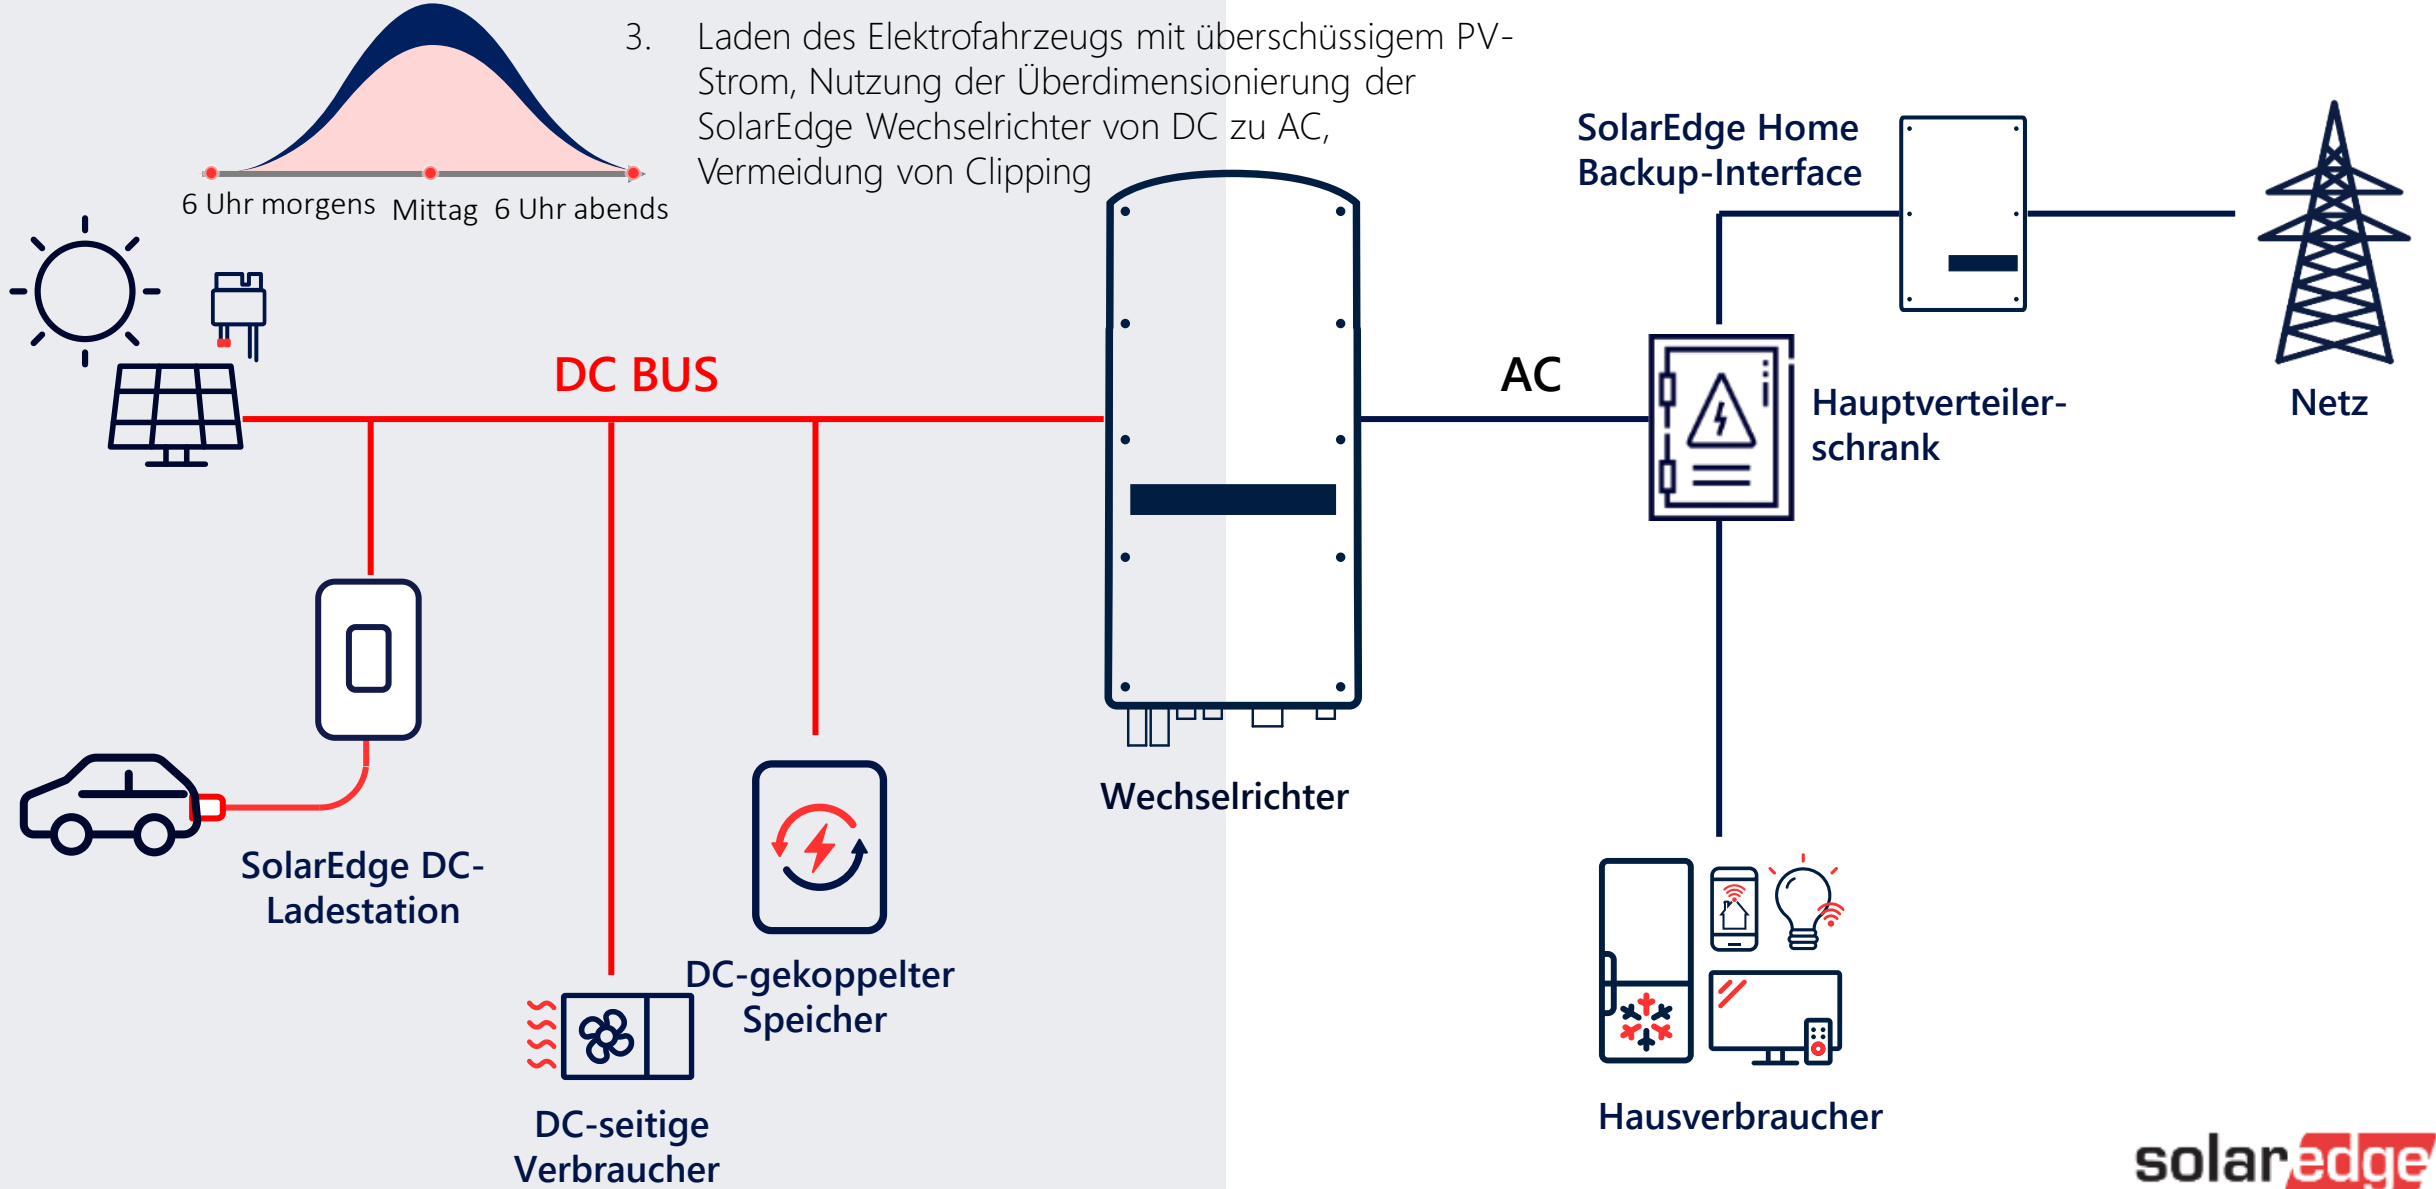 3. Laden des Elektrofahrzeugs mit überschüssigem PV-
Strom, Nutzung der Überdimensionierung der
SolarEdge Wechselrichter von DC zu AC,
Vermeidung von Clipping
6 Uhr morgens Mittag 6 Uhr abends
SolarEdge Home
Backup-Interface
DC BUS
AC
Hauptverteiler-
schrank
Netz
Wechselrichter
SolarEdge DC-
Ladestation
DC-gekoppelter
Speicher
DC-seitige
Verbraucher
Hausverbraucher
solaredge